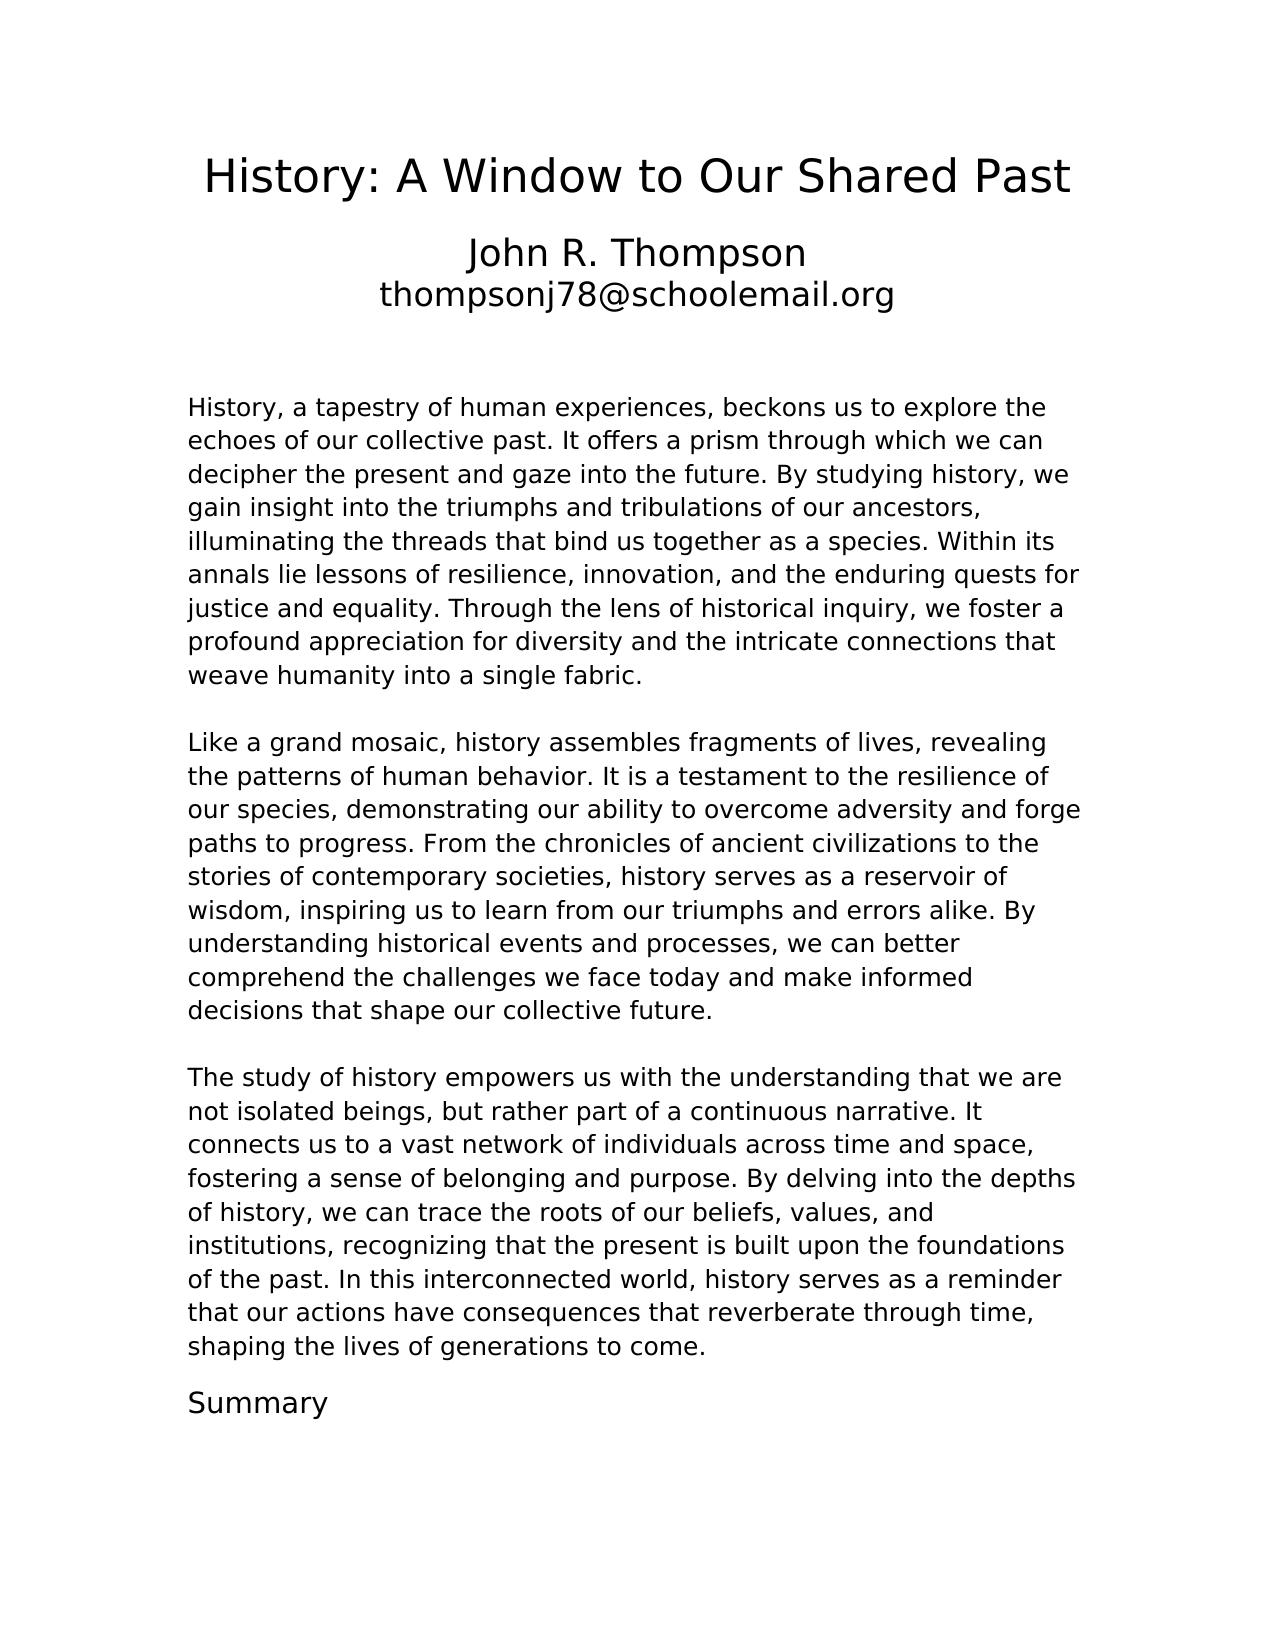 History: A Window to Our Shared Past
John R. Thompson
thompsonj78@schoolemail.org
History, a tapestry of human experiences, beckons us to explore the
echoes of our collective past. It offers a prism through which we can
decipher the present and gaze into the future. By studying history, we
gain insight into the triumphs and tribulations of our ancestors,
illuminating the threads that bind us together as a species. Within its
annals lie lessons of resilience, innovation, and the enduring quests for
justice and equality. Through the lens of historical inquiry, we foster a
profound appreciation for diversity and the intricate connections that
weave humanity into a single fabric.
Like a grand mosaic, history assembles fragments of lives, revealing
the patterns of human behavior. It is a testament to the resilience of
our species, demonstrating our ability to overcome adversity and forge
paths to progress. From the chronicles of ancient civilizations to the
stories of contemporary societies, history serves as a reservoir of
wisdom, inspiring us to learn from our triumphs and errors alike. By
understanding historical events and processes, we can better
comprehend the challenges we face today and make informed
decisions that shape our collective future.
The study of history empowers us with the understanding that we are
not isolated beings, but rather part of a continuous narrative. It
connects us to a vast network of individuals across time and space,
fostering a sense of belonging and purpose. By delving into the depths
of history, we can trace the roots of our beliefs, values, and
institutions, recognizing that the present is built upon the foundations
of the past. In this interconnected world, history serves as a reminder
that our actions have consequences that reverberate through time,
shaping the lives of generations to come.
Summary